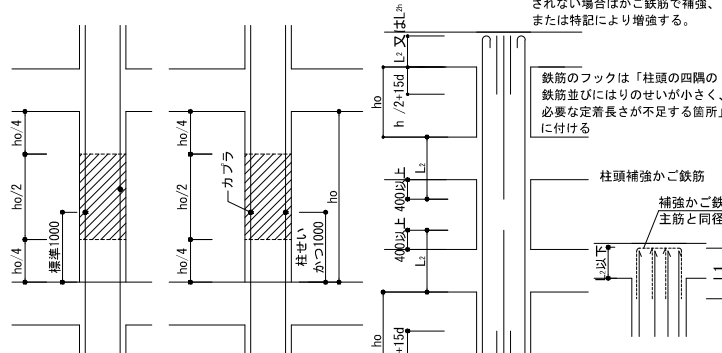 されない場合はかご鉄筋で補強、
または特記により増強する。
鉄筋のフックは「柱頭の四隅の
鉄筋並びにはりのせいが小さく、
必要な定着長さが不足する箇所」
に付ける
柱頭補強かご鉄筋
補強かご鉄
主筋と同径
ho/4
ho/2
ho/4
標準1000
ho/4
ho/2
ho/4
カプラ
柱せい
かつ1000
ho
L2 又はL2h
h /2+15d
ho
L2
400以上
400以上
L2
ho
+15d
L2以下
L1